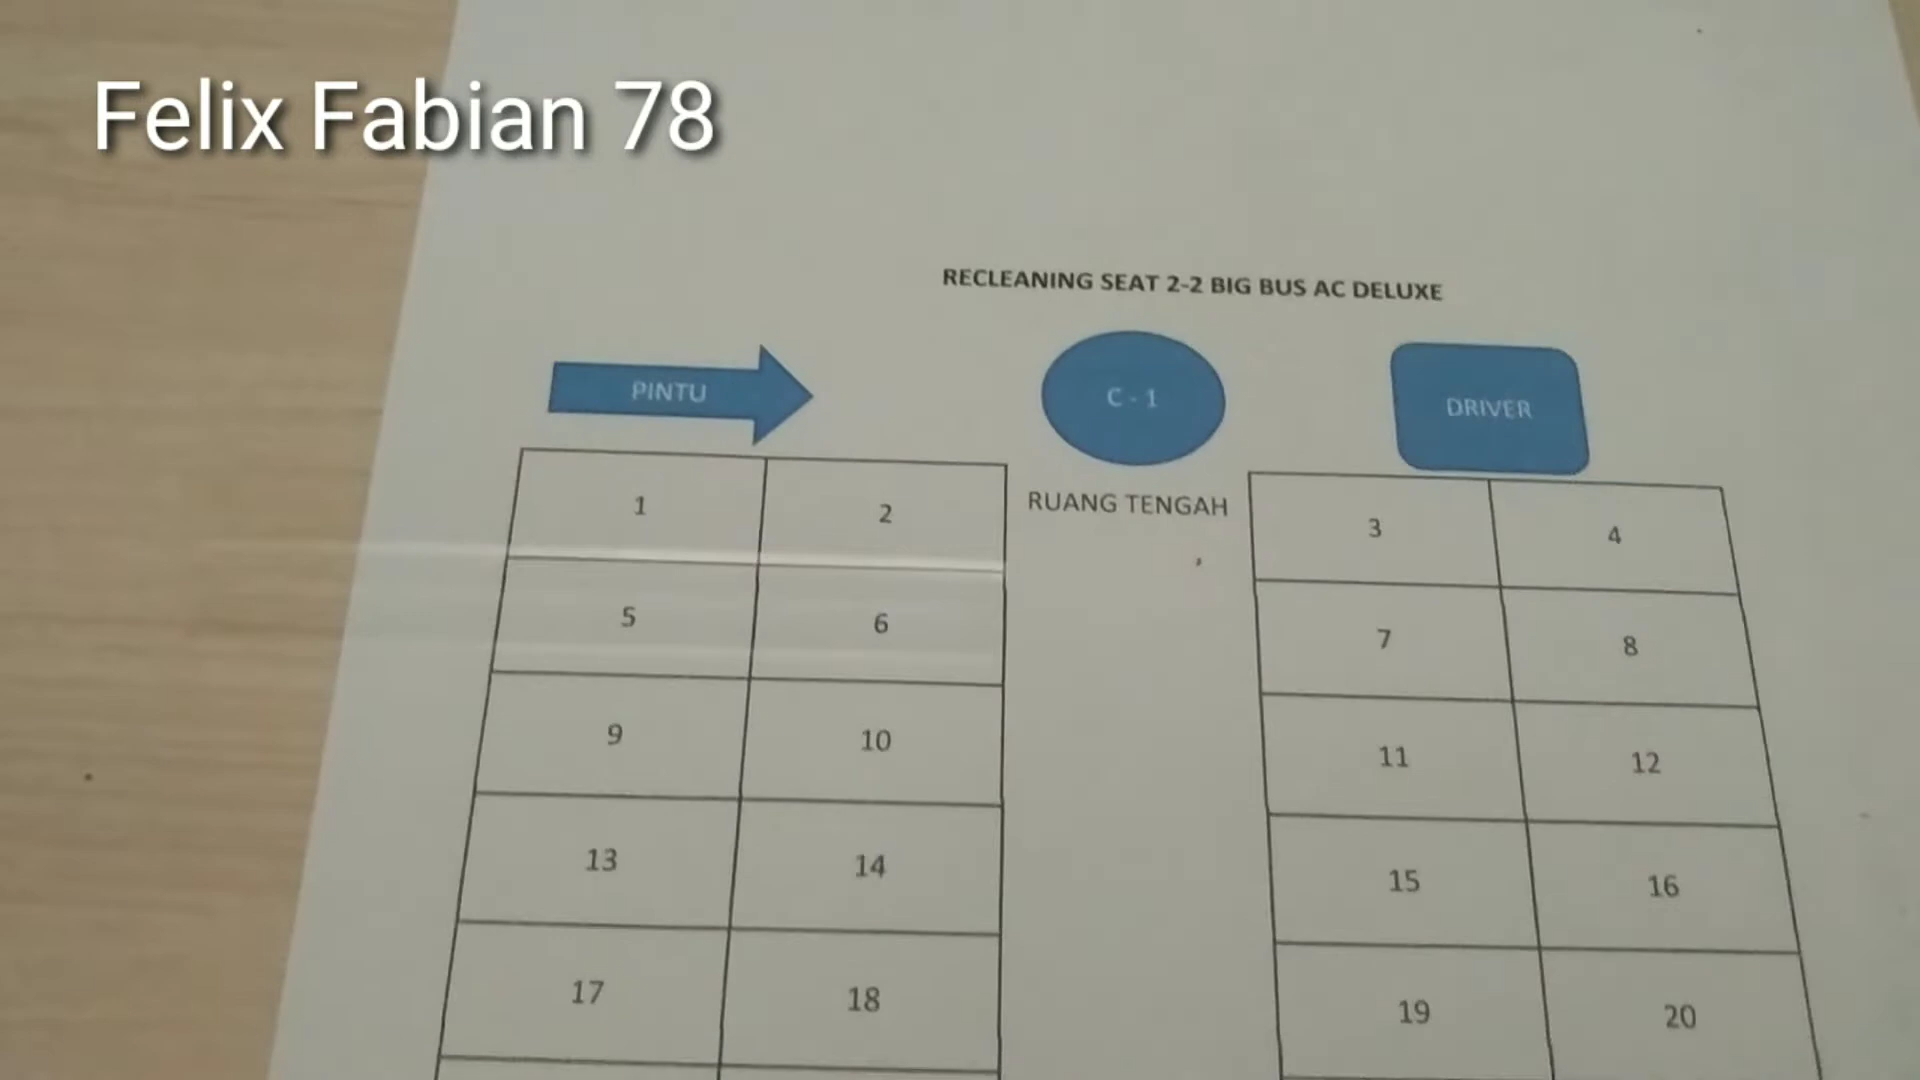 Felix Fabian 78
RECLEANING SEAT 2-2 BIG BUS AC DELUXE
PINTU
C - 1
DRIVER
RUANG TENGAH
1 2 3 4
5 6 7 8
9 10 11 12
13 14 15 16
17 18 19 20